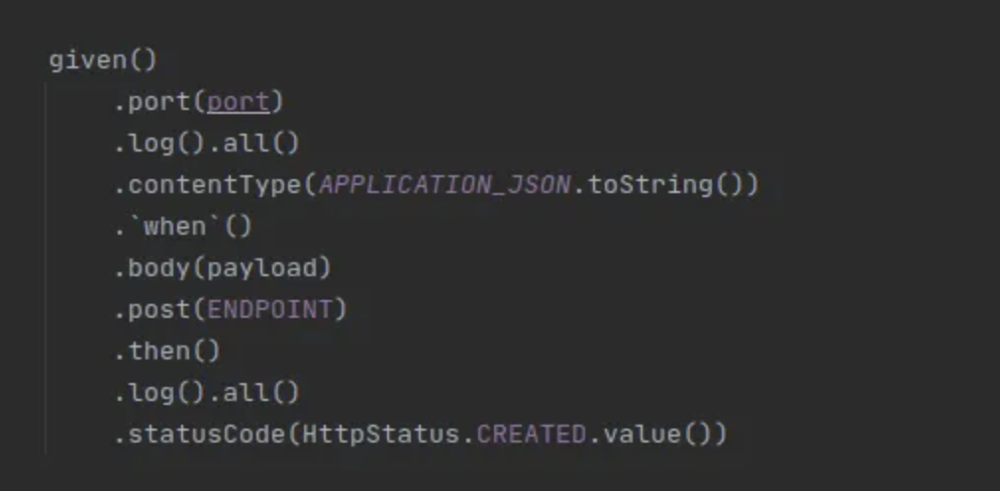 given()
.port(port)
.log().all()
.contentType(APPLICATION_JSON.toString())
.`when`()
.body(payload)
.post(ENDPOINT)
.then()
.log().all()
.statusCode(HttpStatus.CREATED.value())